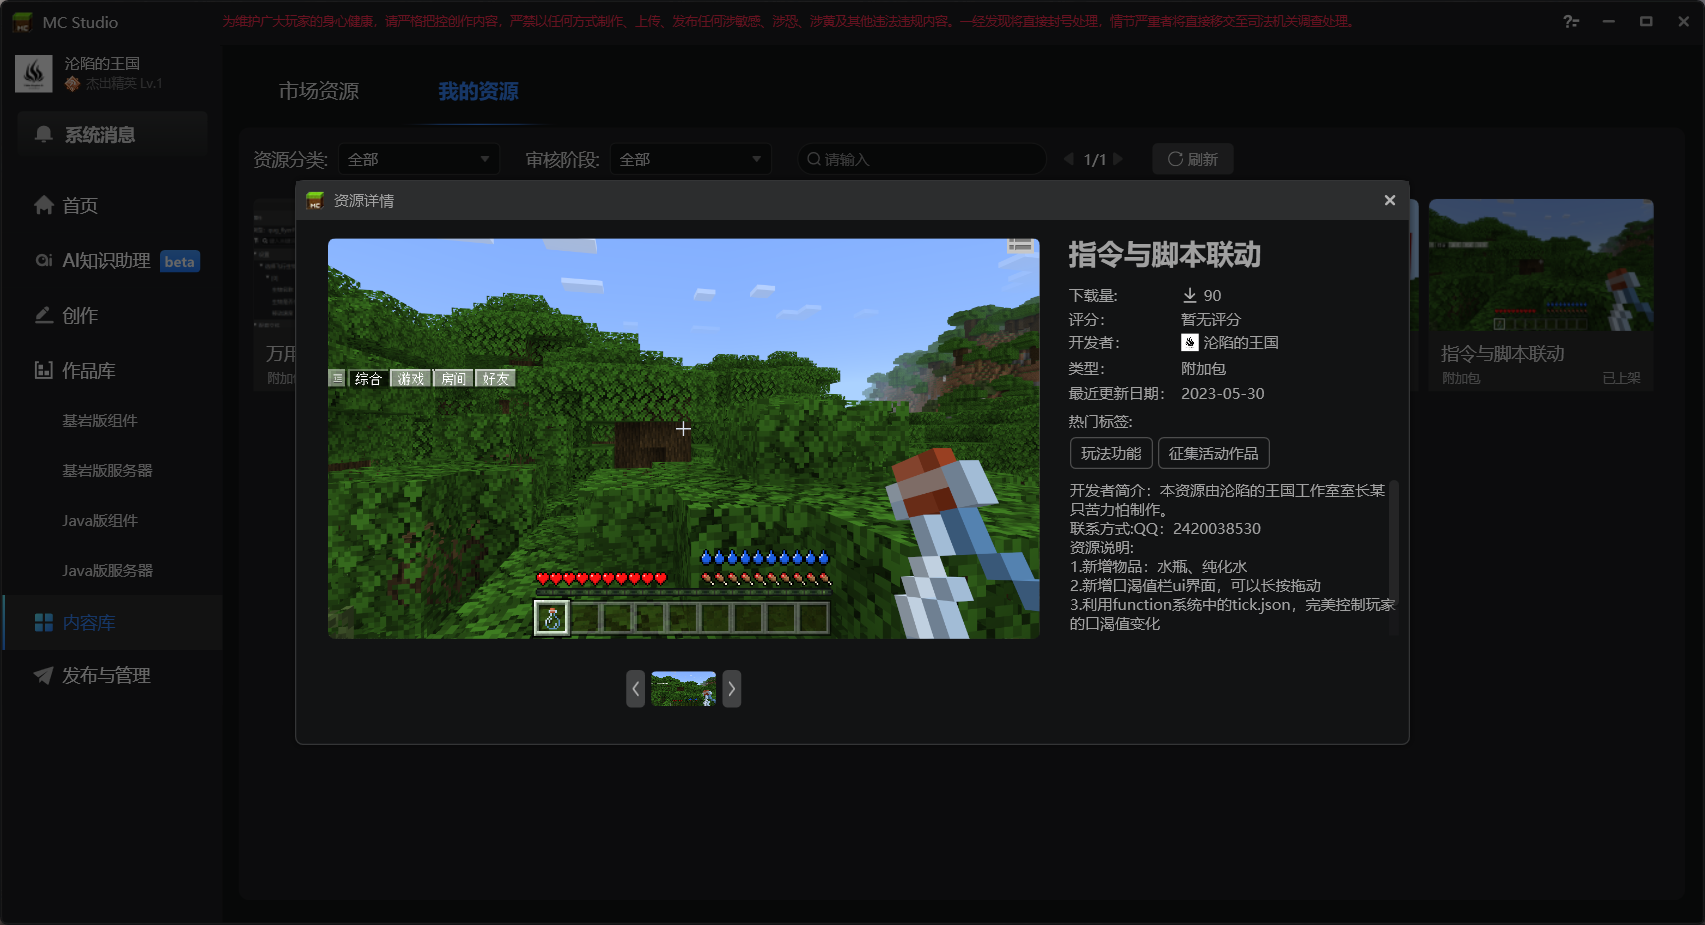 MC Studio
为维护广大玩家的身心健康，请严格把控创作内容，严禁以任何方式制作、上传、发布任何涉敏感、涉恐、涉黄及其他违法违规内容。一经发现将直接封号处理，情节严重者将直接移交至司法机关调查处理。
沦陷的王国
杰出精英 Lv.1
系统消息
首页
AI知识助理 beta
创作
作品库
基岩版组件
基岩版服务器
Java版组件
Java版服务器
内容库
发布与管理
市场资源 我的资源
资源分类: 全部 审核阶段: 全部 请输入 1/1 刷新
万用
附加
指令与脚本联动
附加包 已上架
资源详情
综合 游戏 房间 好友
指令与脚本联动
下载量: 90
评分: 暂无评分
开发者: 沦陷的王国
类型: 附加包
最近更新日期: 2023-05-30
热门标签:
玩法功能 征集活动作品
开发者简介：本资源由沦陷的王国工作室室长某
只苦力怕制作。
联系方式:QQ：2420038530
资源说明:
1.新增物品：水瓶、纯化水
2.新增口渴值栏ui界面，可以长按拖动
3.利用function系统中的tick.json，完美控制玩家
的口渴值变化